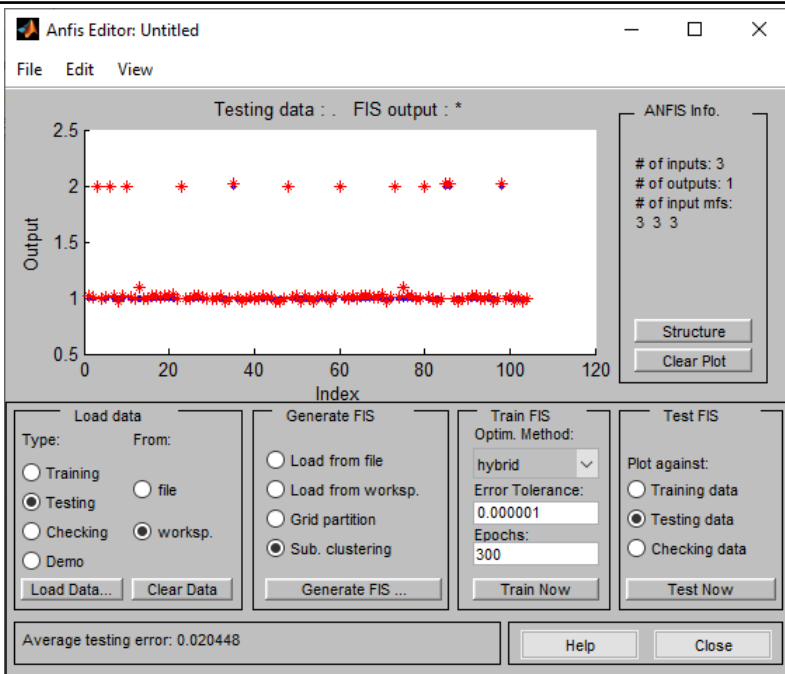 Anfis Editor: Untitled
File Edit View
Testing data : . FIS output : *
2.5
2
1.5
1
0.5
Output
0 20 40 60 80 100 120
Index
ANFIS Info.
# of inputs: 3
# of outputs: 1
# of input mfs:
3 3 3
Structure
Clear Plot
Load data
Type: From:
Training
Testing
Checking
Demo
file
worksp.
Load Data... Clear Data
Generate FIS
Load from file
Load from worksp.
Grid partition
Sub. clustering
Generate FIS ...
Train FIS
Optim. Method:
hybrid
Error Tolerance:
0.000001
Epochs:
300
Train Now
Test FIS
Plot against:
Training data
Testing data
Checking data
Test Now
Average testing error: 0.020448
Help Close